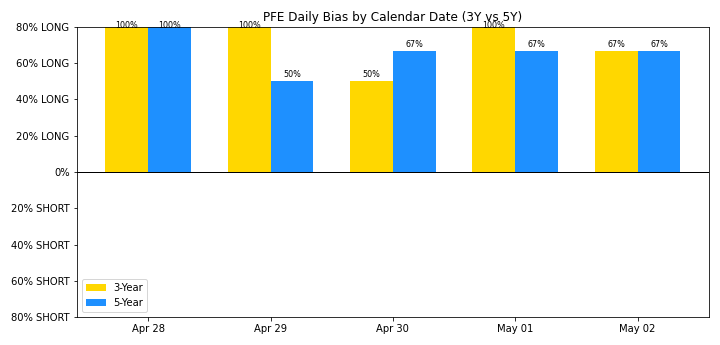 PFE Daily Bias by Calendar Date (3Y vs 5Y)
80% LONG
60% LONG
40% LONG
20% LONG
0%
20% SHORT
40% SHORT
60% SHORT
80% SHORT
100% 100% 100% 50% 50% 67% 100% 67% 67% 67%
3-Year
5-Year
Apr 28 Apr 29 Apr 30 May 01 May 02